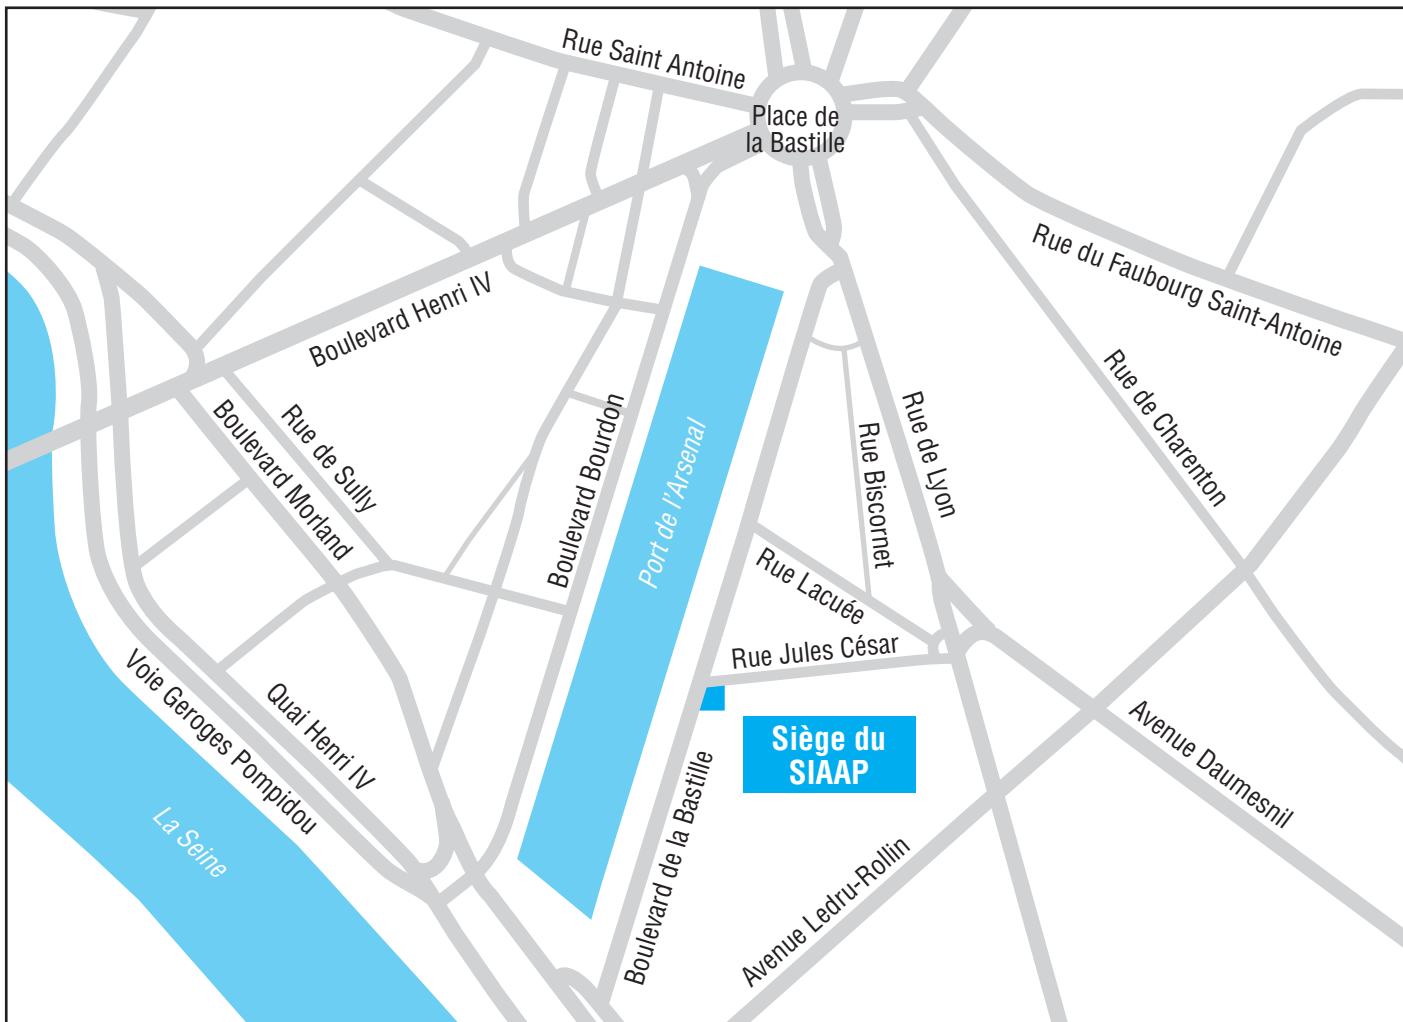 Rue Saint Antoine
Place de
la Bastille
Rue du Faubourg Saint-Antoine
Boulevard Henri IV
Rue de Charenton
Rue de Lyon
Rue Biscornet
Rue de Sully
Boulevard Morland
Boulevard Bourdon
Port de l'Arsenal
Rue Lacuée
Rue Jules César
Voie Geroges Pompidou
Quai Henri IV
Siège du
SIAAP
Avenue Daumesnil
Boulevard de la Bastille
Avenue Ledru-Rollin
La Seine